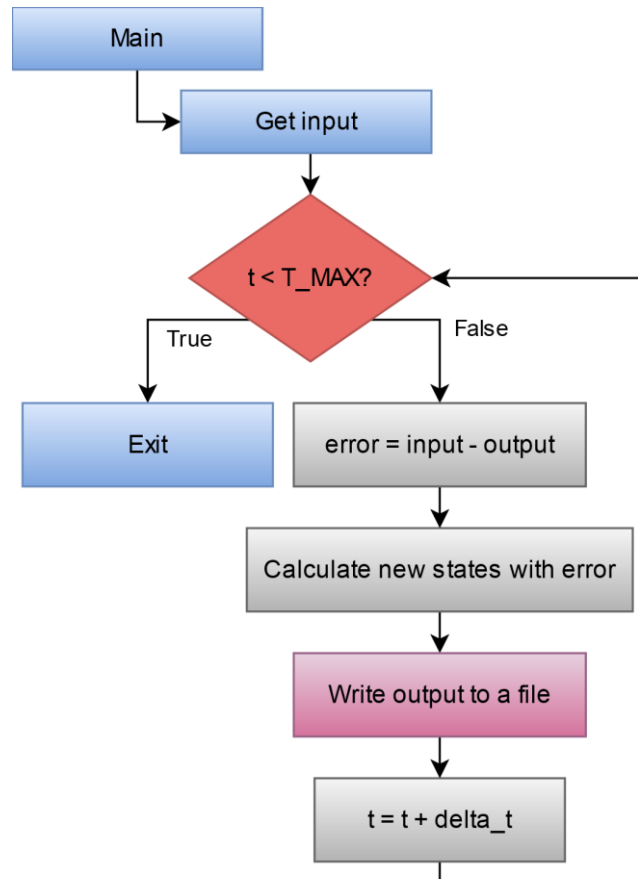 Main
Get input
t < T_MAX?
True
False
Exit
error = input - output
Calculate new states with error
Write output to a file
t = t + delta_t